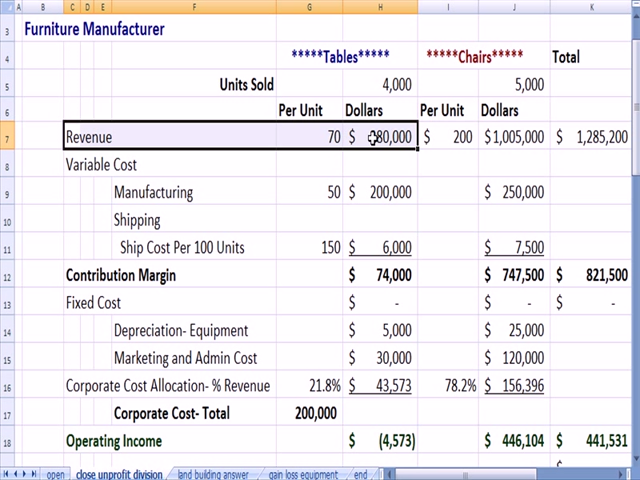 A B C D E F G H I J K
3 Furniture Manufacturer
4 *****Tables***** *****Chairs***** Total
5 Units Sold 4,000 5,000
6 Per Unit Dollars Per Unit Dollars
7 Revenue 70 $ 80,000 $ 200 $1,005,000 $ 1,285,200
8 Variable Cost
9 Manufacturing 50 $ 200,000 $ 250,000
10 Shipping
11 Ship Cost Per 100 Units 150 $ 6,000 $ 7,500
12 Contribution Margin $ 74,000 $ 747,500 $ 821,500
13 Fixed Cost $ - $ - $ -
14 Depreciation- Equipment $ 5,000 $ 25,000
15 Marketing and Admin Cost $ 30,000 $ 120,000
16 Corporate Cost Allocation- % Revenue 21.8% $ 43,573 78.2% $ 156,396
17 Corporate Cost- Total 200,000
18 Operating Income $ (4,573) $ 446,104 $ 441,531
open close unprofit division land building answer gain loss equipment end